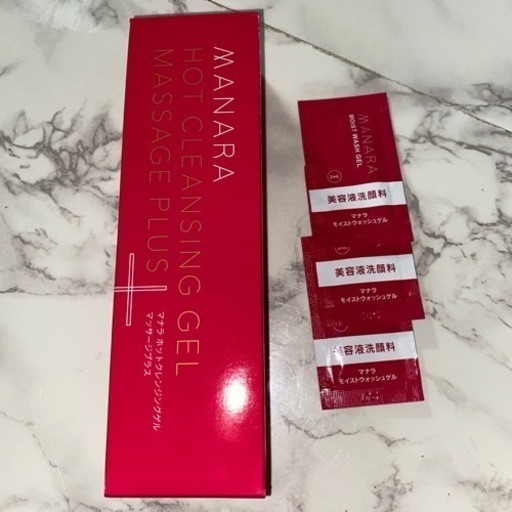 MANARA
HOT CLEANSING GEL
MASSAGE PLUS
マナラ ホットクレンジングゲル
マッサージプラス
MANARA
MOIST WASH GEL
2mL
美容液洗顔料
マナラ
モイストウォッシュゲル
美容液洗顔料
マナラ
モイストウォッシュゲル
美容液洗顔料
マナラ
モイストウォッシュゲル